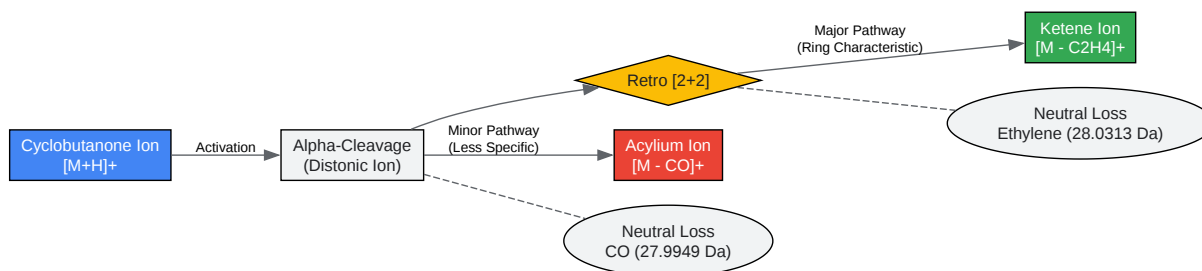 Cyclobutanone Ion
[M+H]+
Activation
Alpha-Cleavage
(Distonic Ion)
Retro [2+2]
Major Pathway
(Ring Characteristic)
Ketene Ion
[M - C2H4]+
Neutral Loss
Ethylene (28.0313 Da)
Minor Pathway
(Less Specific)
Acylium Ion
[M - CO]+
Neutral Loss
CO (27.9949 Da)